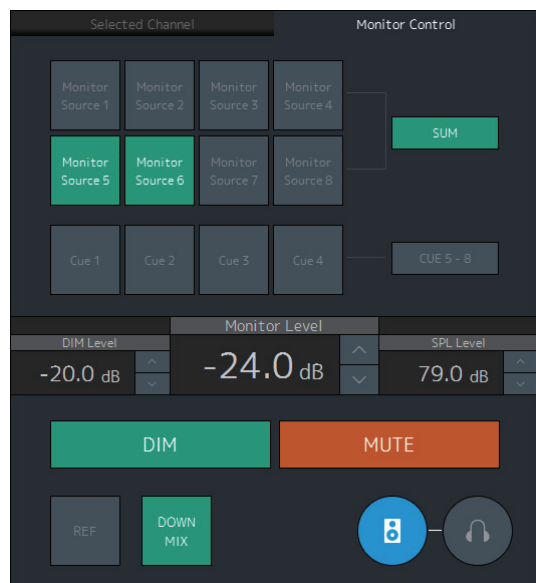 Selected Channel
Monitor Control
Monitor Source 1
Monitor Source 2
Monitor Source 3
Monitor Source 4
SUM
Monitor Source 5
Monitor Source 6
Monitor Source 7
Monitor Source 8
Cue 1
Cue 2
Cue 3
Cue 4
CUE 5 - 8
Monitor Level
DIM Level
SPL Level
-20.0 dB
-24.0 dB
79.0 dB
DIM
MUTE
REF
DOWN
MIX